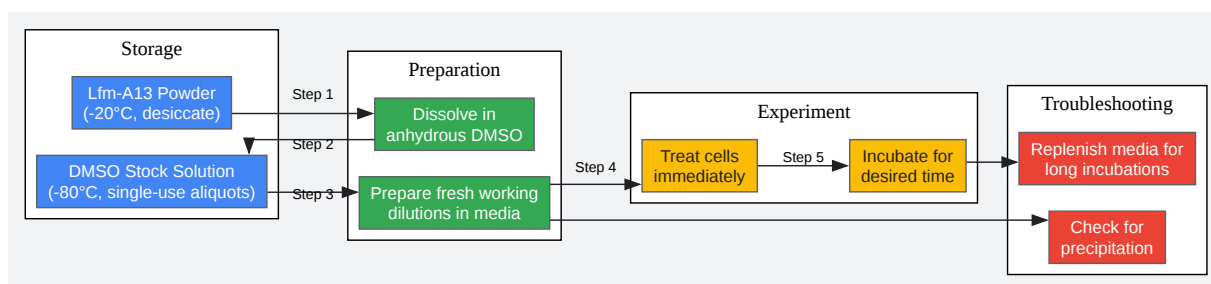 Storage
Lfm-A13 Powder
(-20°C, desiccate)
DMSO Stock Solution
(-80°C, single-use aliquots)
Step 1
Step 2
Step 3
Preparation
Dissolve in
anhydrous DMSO
Prepare fresh working
dilutions in media
Step 4
Experiment
Treat cells
immediately
Step 5
Incubate for
desired time
Troubleshooting
Replenish media for
long incubations
Check for
precipitation